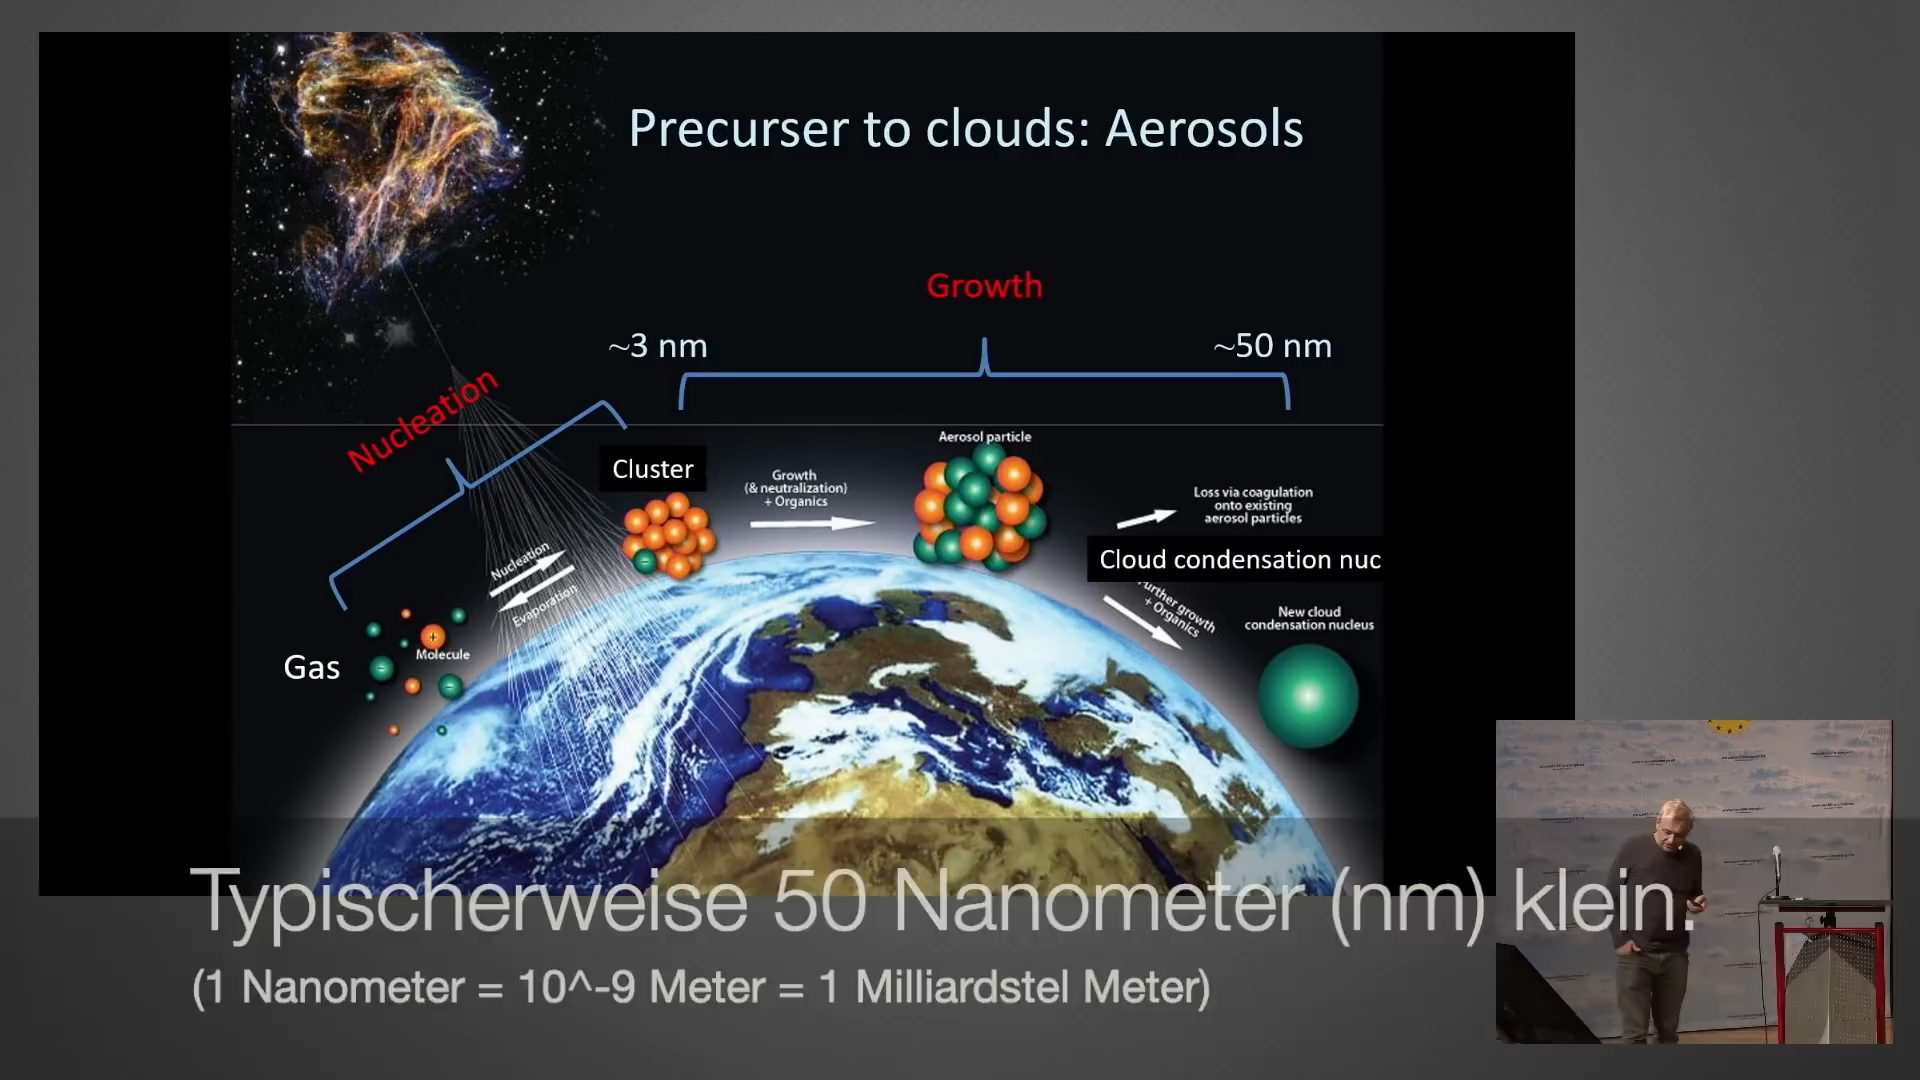 Precurser to clouds: Aerosols
Growth
~3 nm
~50 nm
Nucleation
Aerosol particle
Cluster
Growth
(& neutralization)
+ Organics
Loss via coagulation
onto existing
aerosol particles
Nucleation
Evaporation
Cloud condensation nuc
Further growth
+ Organics
New cloud
condensation nucleus
+
Molecule
Gas
Typischerweise 50 Nanometer (nm) klein.
(1 Nanometer = 10^-9 Meter = 1 Milliardstel Meter)